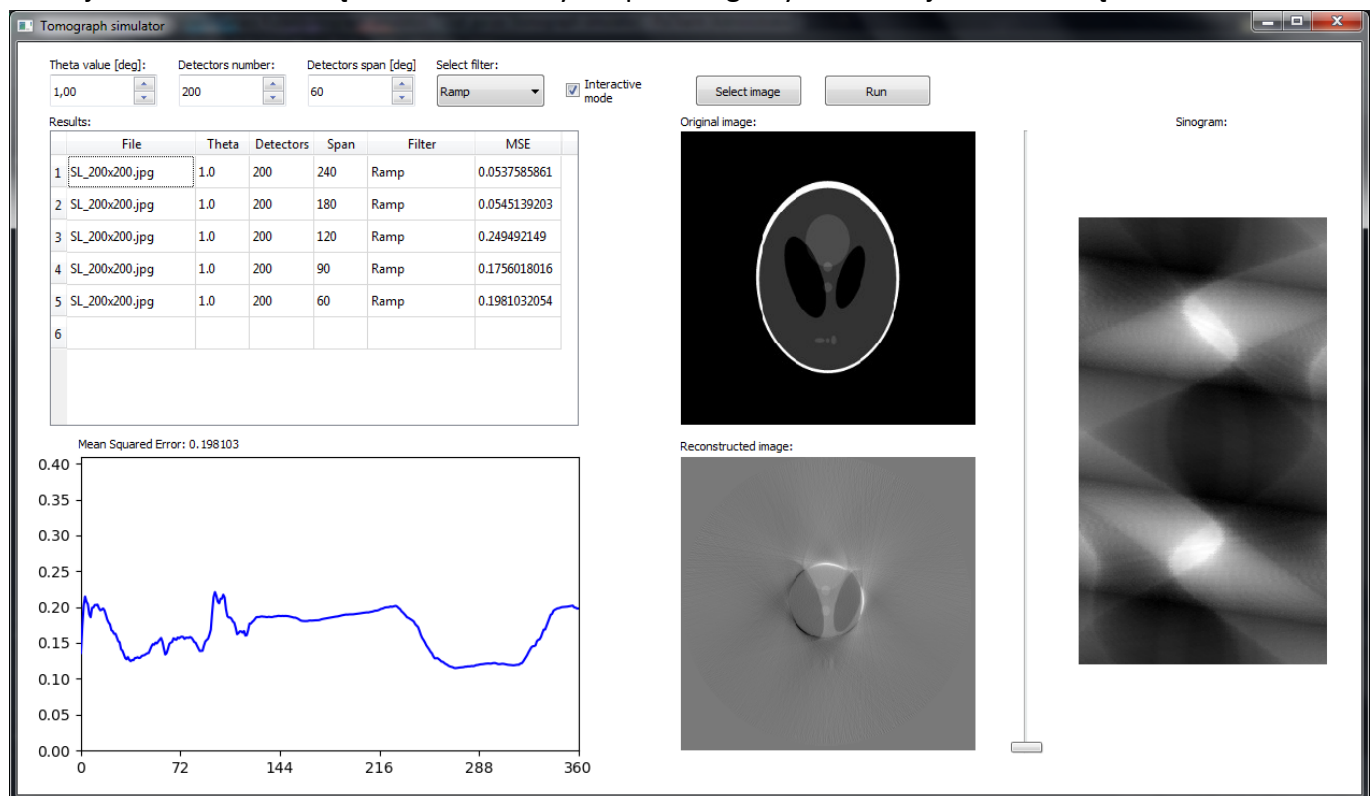 Tomograph simulator
Theta value [deg]: Detectors number: Detectors span [deg] Select filter:
1,00 200 60 Ramp Interactive mode Select image Run
Results: Original image: Sinogram:
File Theta Detectors Span Filter MSE
1 SL_200x200.jpg 1.0 200 240 Ramp 0.0537585861
2 SL_200x200.jpg 1.0 200 180 Ramp 0.0545139203
3 SL_200x200.jpg 1.0 200 120 Ramp 0.249492149
4 SL_200x200.jpg 1.0 200 90 Ramp 0.1756018016
5 SL_200x200.jpg 1.0 200 60 Ramp 0.1981032054
6
Mean Squared Error: 0.198103 Reconstructed image:
0.40
0.35
0.30
0.25
0.20
0.15
0.10
0.05
0.00
0 72 144 216 288 360